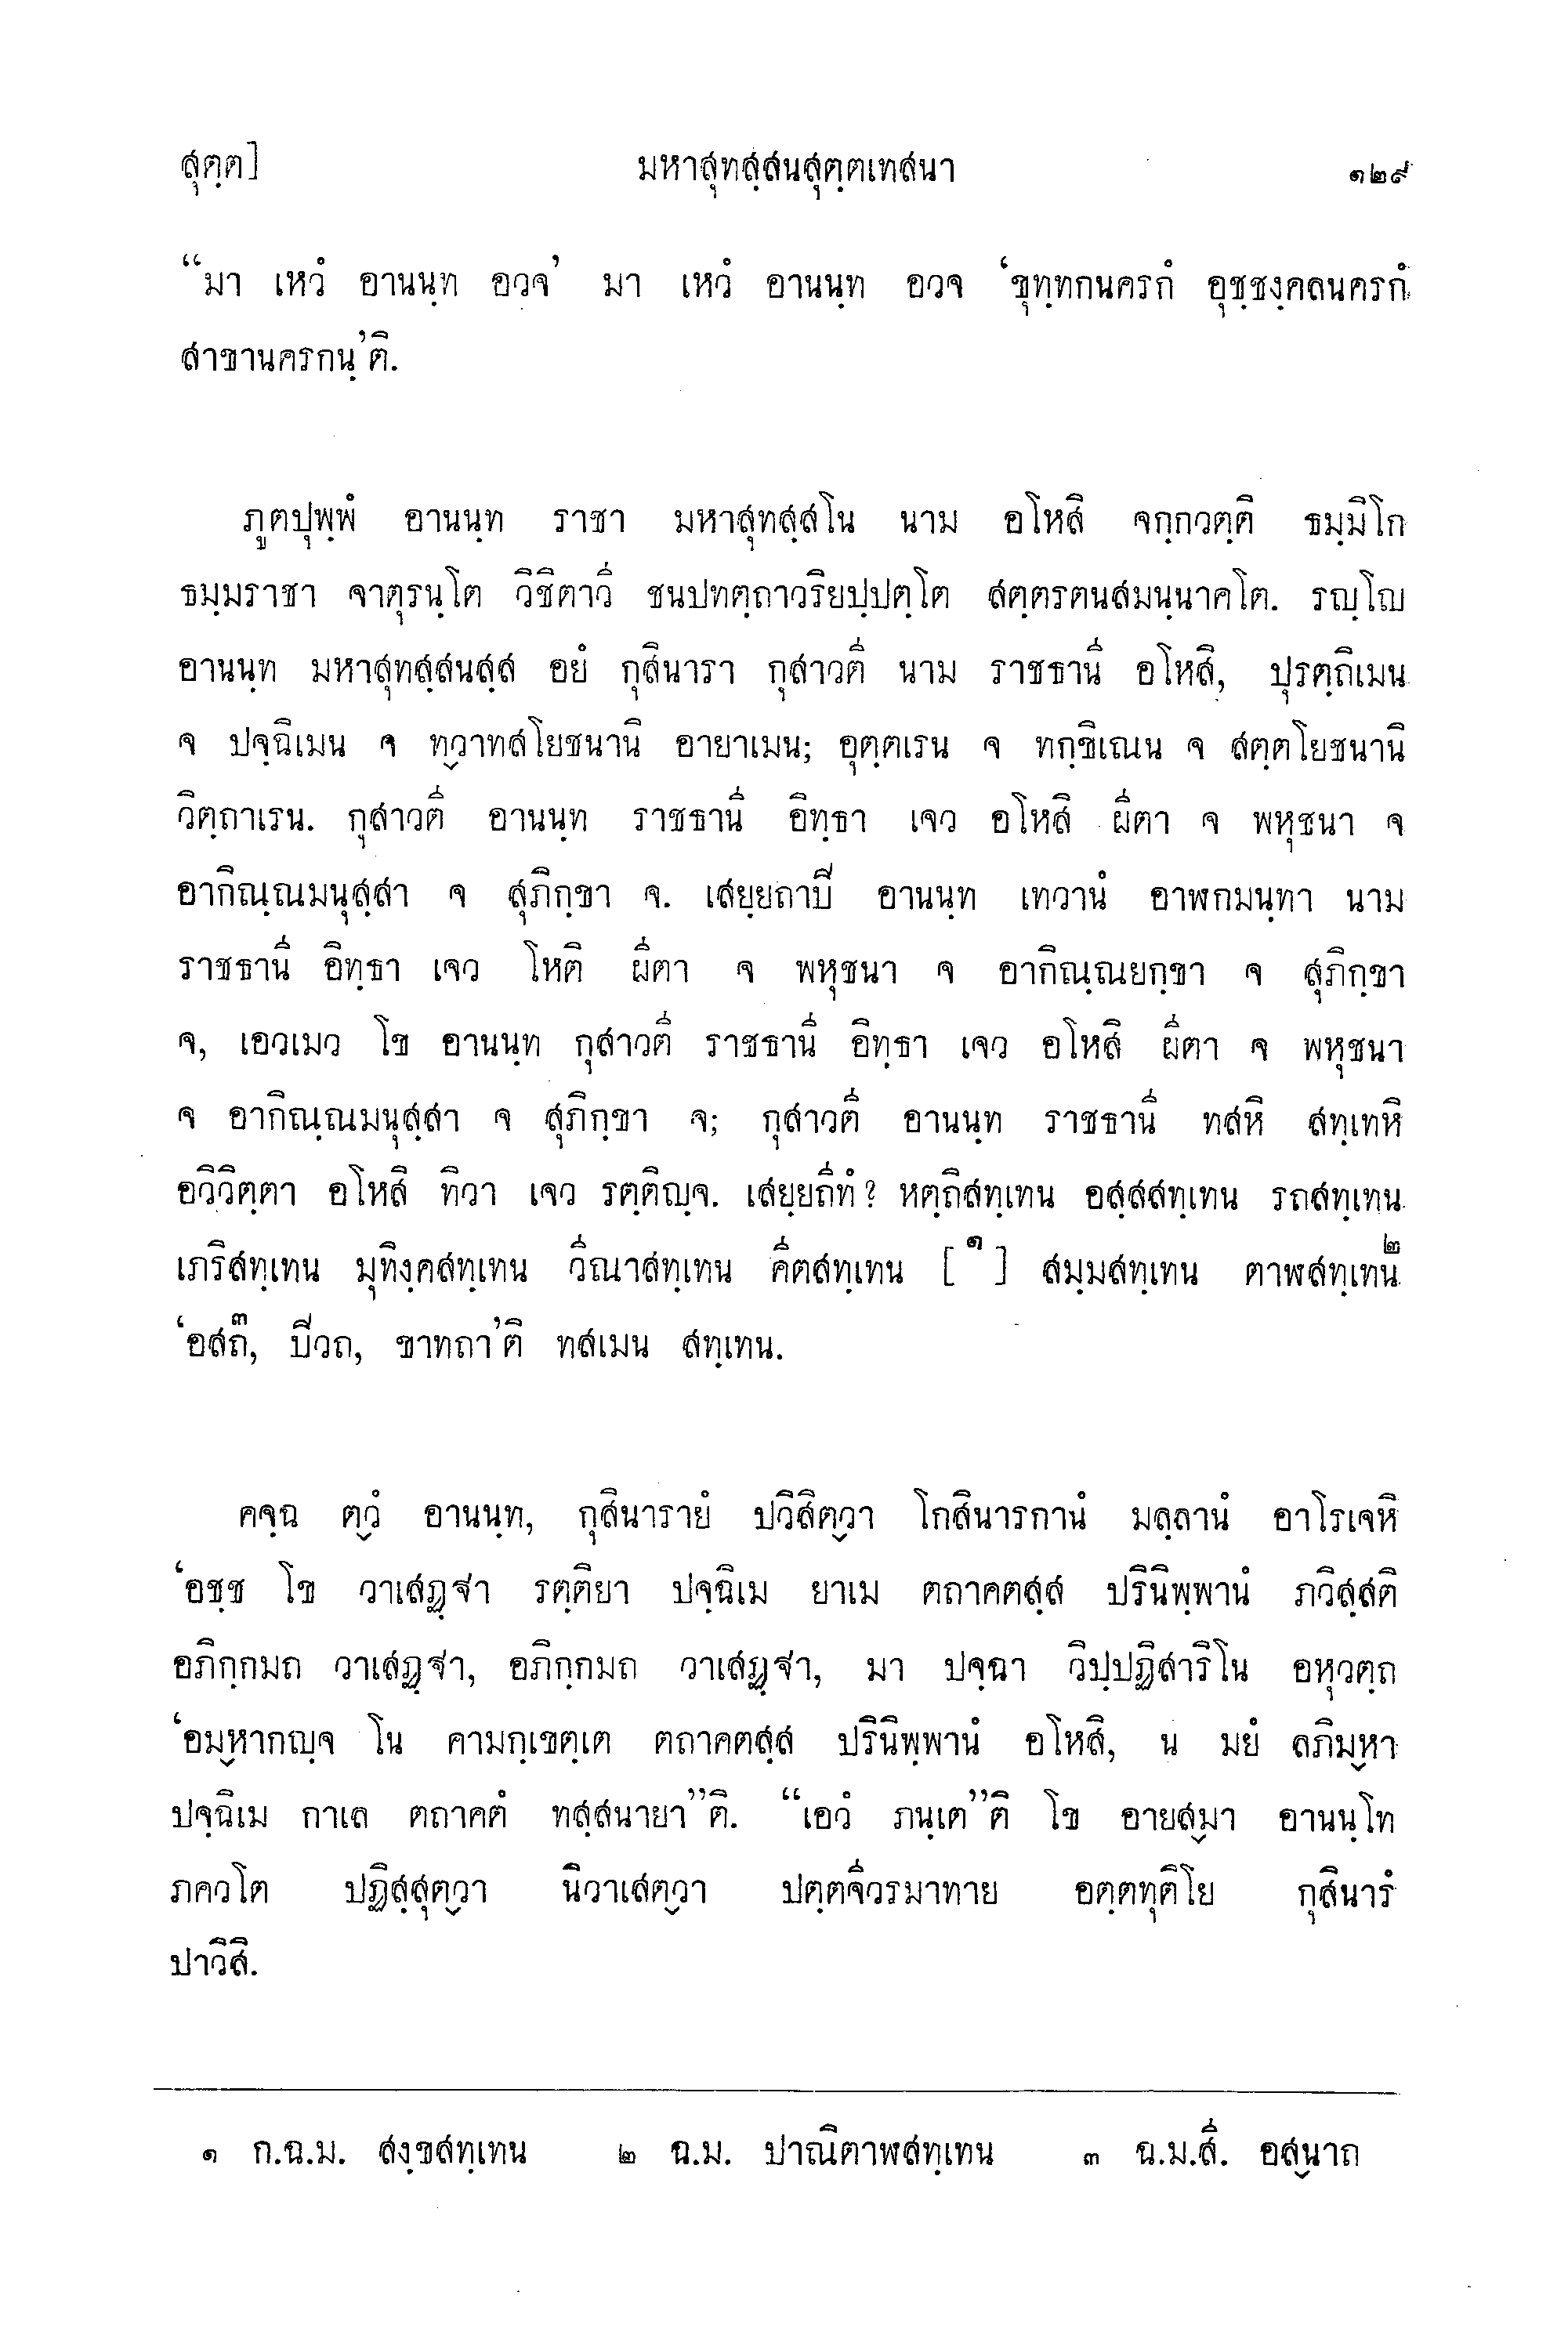 สุตฺต] มหาสุทสฺสนสุตฺตเทสนา ๑๒๙
“มา เหวํ อานนฺท อวจ’ มา เหวํ อานนฺท อวจ ‘ขุทฺทกนครกํ อุชฺชงฺคลนครกํ
สาขานครกนฺ’ติ.
ภูตปุพฺพํ อานนฺท ราชา มหาสุทสฺสโน นาม อโหสิ จกฺกวตฺติ ธมฺมิโก
ธมฺมราชา จาตุรนฺโต วิชิตาวี ชนปทตฺถาวริยปฺปตฺโต สตฺตรตนสมนฺนาคโต. รญฺโญ
อานนฺท มหาสุทสฺสนสฺส อยํ กุสินารา กุสาวตี นาม ราชธานี อโหสิ, ปุรตฺถิเมน
จ ปจฺฉิเมน จ ทฺวาทสโยชนานิ อายาเมน; อุตฺตเรน จ ทกฺขิเณน จ สตฺตโยชนานิ
วิตฺถาเรน. กุสาวตี อานนฺท ราชธานี อิทฺธา เจว อโหสิ ผีตา จ พหุชนา จ
อากิณฺณมนุสฺสา จ สุภิกฺขา จ. เสยฺยถาปี อานนฺท เทวานํ อาฬกมนฺทา นาม
ราชธานี อิทฺธา เจว โหติ ผีตา จ พหุชนา จ อากิณฺณยกฺขา จ สุภิกฺขา
จ, เอวเมว โข อานนฺท กุสาวตี ราชธานี อิทฺธา เจว อโหสิ ผีตา จ พหุชนา
จ อากิณฺณมนุสฺสา จ สุภิกฺขา จ; กุสาวตี อานนฺท ราชธานี ทสหิ สทฺเทหิ
อวิวิตฺตา อโหสิ ทิวา เจว รตฺติญฺจ. เสยฺยถีทํ? หตฺถิสทฺเทน อสฺสสทฺเทน รถสทฺเทน
เภริสทฺเทน มุทิงฺคสทฺเทน วีณาสทฺเทน คีตสทฺเทน [ ๑ ] สมฺมสทฺเทน ตาฬสทฺเทน๒
‘อสถ๓, ปิวถ, ขาทถา’ติ ทสเมน สทฺเทน.
คจฺฉ ตฺวํ อานนฺท, กุสินารายํ ปวิสิตฺวา โกสินารกานํ มลฺลานํ อาโรเจหิ
‘อชฺช โข วาเสฏฺฐา รตฺติยา ปจฺฉิเม ยาเม ตถาคตสฺส ปรินิพฺพานํ ภวิสฺสติ
อภิกฺกมถ วาเสฏฺฐา, อภิกฺกมถ วาเสฏฺฐา, มา ปจฺฉา วิปฺปฏิสาริโน อหุวตฺถ
‘อมฺหากญฺจ โน คามกฺเขตฺเต ตถาคตสฺส ปรินิพฺพานํ อโหสิ, น มยํ ลภิมฺหา
ปจฺฉิเม กาเล ตถาคตํ ทสฺสนายา”ติ. “เอวํ ภนฺเต”ติ โข อายสฺมา อานนฺโท
ภควโต ปฏิสฺสุตฺวา นิวาเสตฺวา ปตฺตจีวรมาทาย อตฺตทุติโย กุสินารํ
ปาวิสิ.
๑ ก.ฉ.ม. สงฺขสทฺเทน ๒ ฉ.ม. ปาณิตาฬสทฺเทน ๓ ฉ.ม.สี. อสฺนาถ